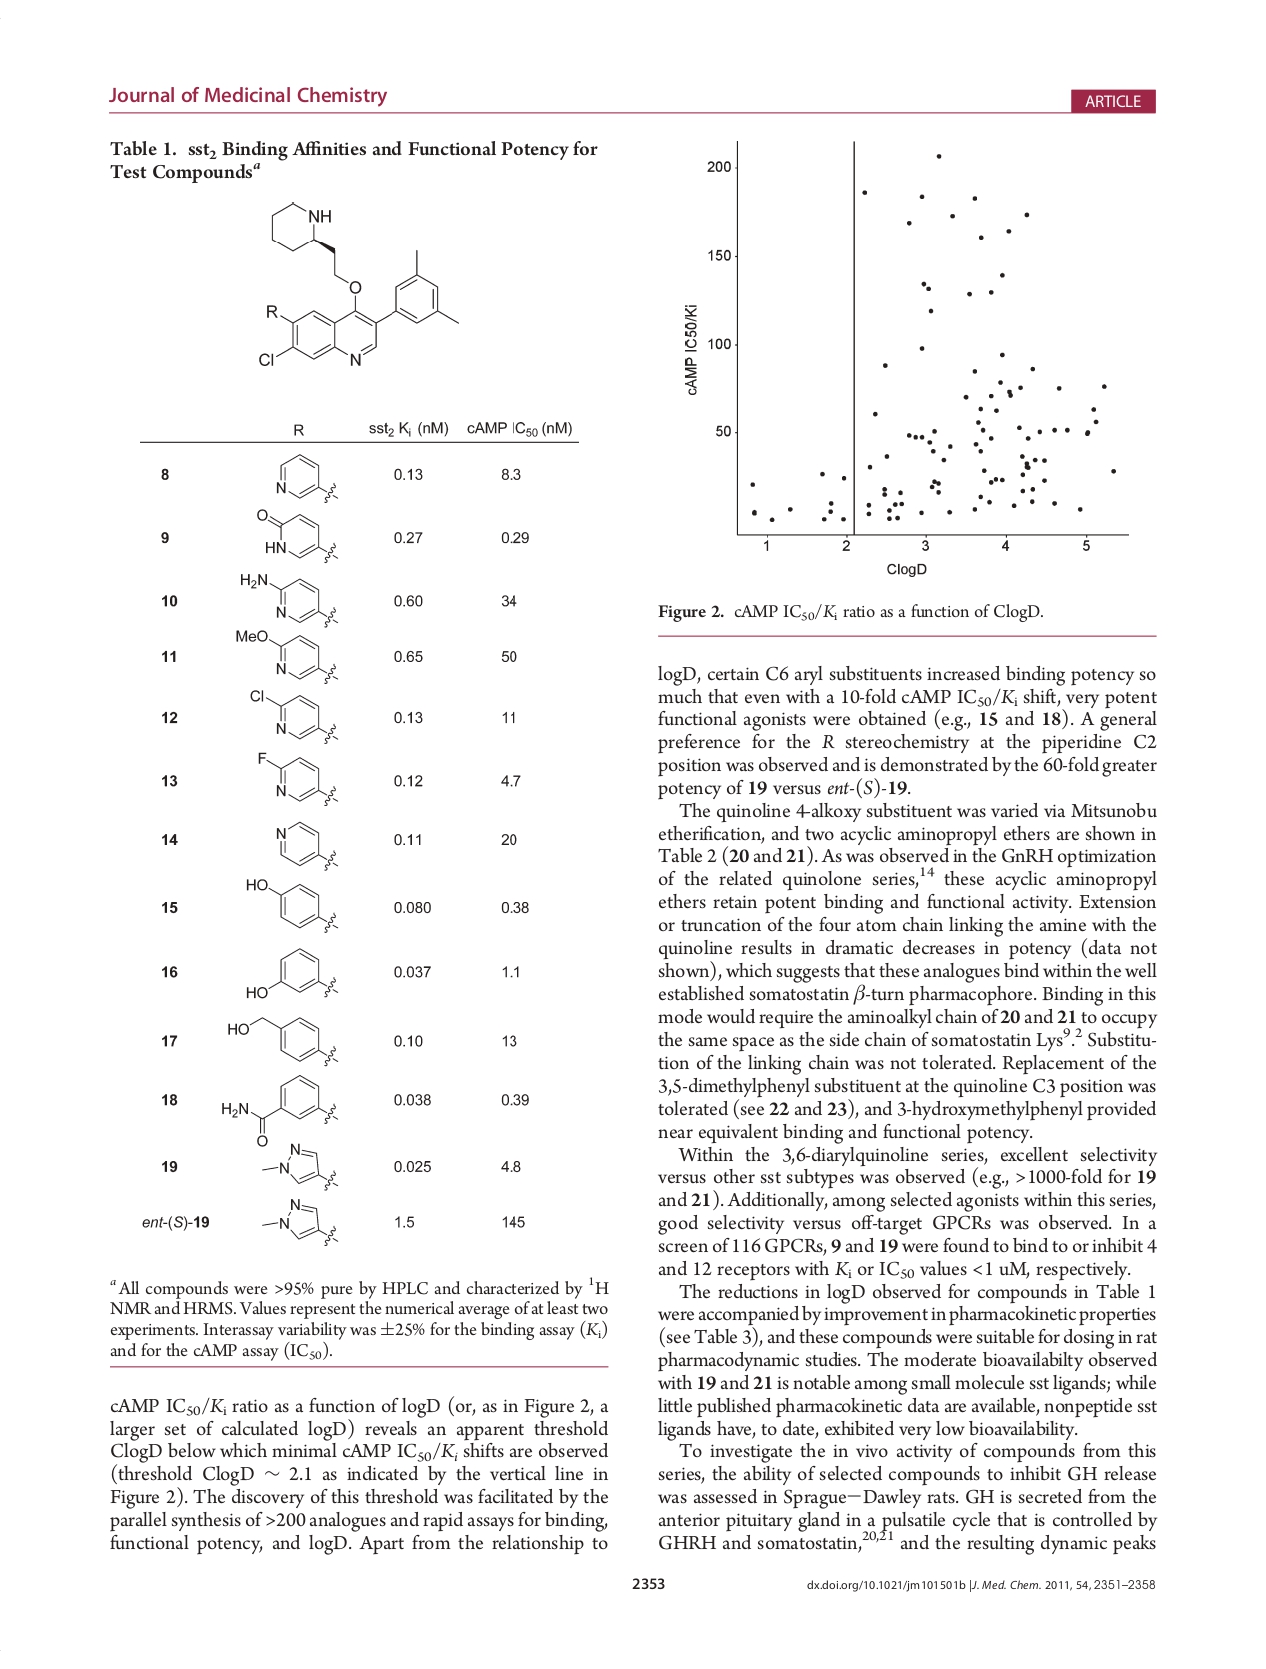 Journal of Medicinal Chemistry
ARTICLE
Table 1. sst2 Binding Affinities and Functional Potency for
Test Compounds^a
NH
O
R
Cl
N
R sst2 Ki (nM) cAMP IC50 (nM)
8 N 0.13 8.3
9 O HN 0.27 0.29
10 H2N N 0.60 34
11 MeO N 0.65 50
12 Cl N 0.13 11
13 F N 0.12 4.7
14 N 0.11 20
15 HO 0.080 0.38
16 HO 0.037 1.1
17 HO 0.10 13
18 H2N O 0.038 0.39
19 N N 0.025 4.8
ent-(S)-19 N N 1.5 145
^a All compounds were >95% pure by HPLC and characterized by ^1H
NMR and HRMS. Values represent the numerical average of at least two
experiments. Interassay variability was ±25% for the binding assay (Ki)
and for the cAMP assay (IC50).
cAMP IC50/Ki ratio as a function of logD (or, as in Figure 2, a
larger set of calculated logD) reveals an apparent threshold
ClogD below which minimal cAMP IC50/Ki shifts are observed
(threshold ClogD ∼ 2.1 as indicated by the vertical line in
Figure 2). The discovery of this threshold was facilitated by the
parallel synthesis of >200 analogues and rapid assays for binding,
functional potency, and logD. Apart from the relationship to
200
150
100
50
cAMP IC50/Ki
1 2 3 4 5
ClogD
Figure 2. cAMP IC50/Ki ratio as a function of ClogD.
logD, certain C6 aryl substituents increased binding potency so
much that even with a 10-fold cAMP IC50/Ki shift, very potent
functional agonists were obtained (e.g., 15 and 18). A general
preference for the R stereochemistry at the piperidine C2
position was observed and is demonstrated by the 60-fold greater
potency of 19 versus ent-(S)-19.
The quinoline 4-alkoxy substituent was varied via Mitsunobu
etherification, and two acyclic aminopropyl ethers are shown in
Table 2 (20 and 21). As was observed in the GnRH optimization
of the related quinolone series,^14 these acyclic aminopropyl
ethers retain potent binding and functional activity. Extension
or truncation of the four atom chain linking the amine with the
quinoline results in dramatic decreases in potency (data not
shown), which suggests that these analogues bind within the well
established somatostatin β-turn pharmacophore. Binding in this
mode would require the aminoalkyl chain of 20 and 21 to occupy
the same space as the side chain of somatostatin Lys^9.^2 Substitu-
tion of the linking chain was not tolerated. Replacement of the
3,5-dimethylphenyl substituent at the quinoline C3 position was
tolerated (see 22 and 23), and 3-hydroxymethylphenyl provided
near equivalent binding and functional potency.
Within the 3,6-diarylquinoline series, excellent selectivity
versus other sst subtypes was observed (e.g., >1000-fold for 19
and 21). Additionally, among selected agonists within this series,
good selectivity versus off-target GPCRs was observed. In a
screen of 116 GPCRs, 9 and 19 were found to bind to or inhibit 4
and 12 receptors with Ki or IC50 values <1 uM, respectively.
The reductions in logD observed for compounds in Table 1
were accompanied by improvement in pharmacokinetic properties
(see Table 3), and these compounds were suitable for dosing in rat
pharmacodynamic studies. The moderate bioavailabilty observed
with 19 and 21 is notable among small molecule sst ligands; while
little published pharmacokinetic data are available, nonpeptide sst
ligands have, to date, exhibited very low bioavailability.
To investigate the in vivo activity of compounds from this
series, the ability of selected compounds to inhibit GH release
was assessed in Sprague−Dawley rats. GH is secreted from the
anterior pituitary gland in a pulsatile cycle that is controlled by
GHRH and somatostatin,^20,21 and the resulting dynamic peaks
2353
dx.doi.org/10.1021/jm101501b |J. Med. Chem. 2011, 54, 2351–2358